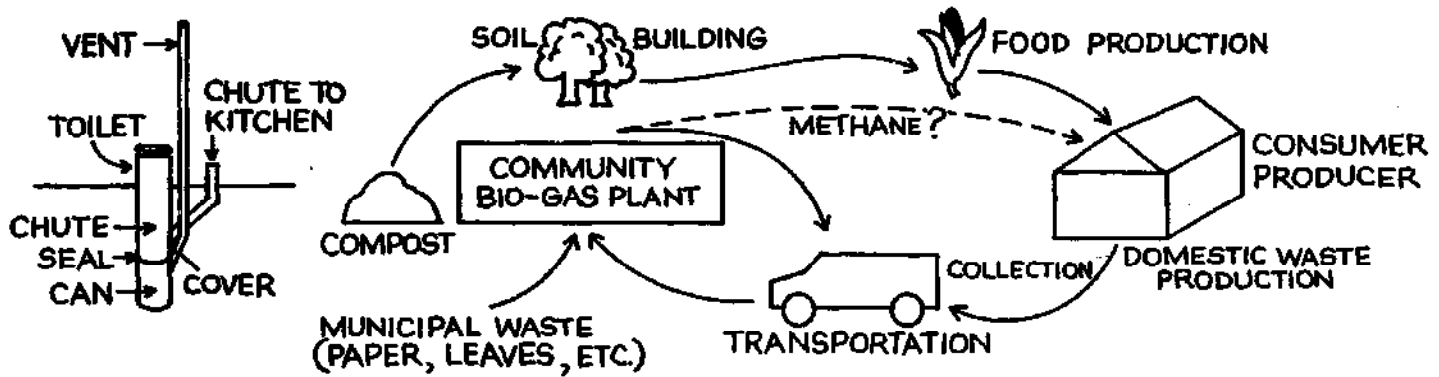 VENT
CHUTE TO
KITCHEN
TOILET
CHUTE
SEAL
COVER
CAN
SOIL BUILDING
FOOD PRODUCTION
METHANE?
COMMUNITY
BIO-GAS PLANT
COMPOST
CONSUMER
PRODUCER
DOMESTIC WASTE
PRODUCTION
COLLECTION
TRANSPORTATION
MUNICIPAL WASTE
(PAPER, LEAVES, ETC.)